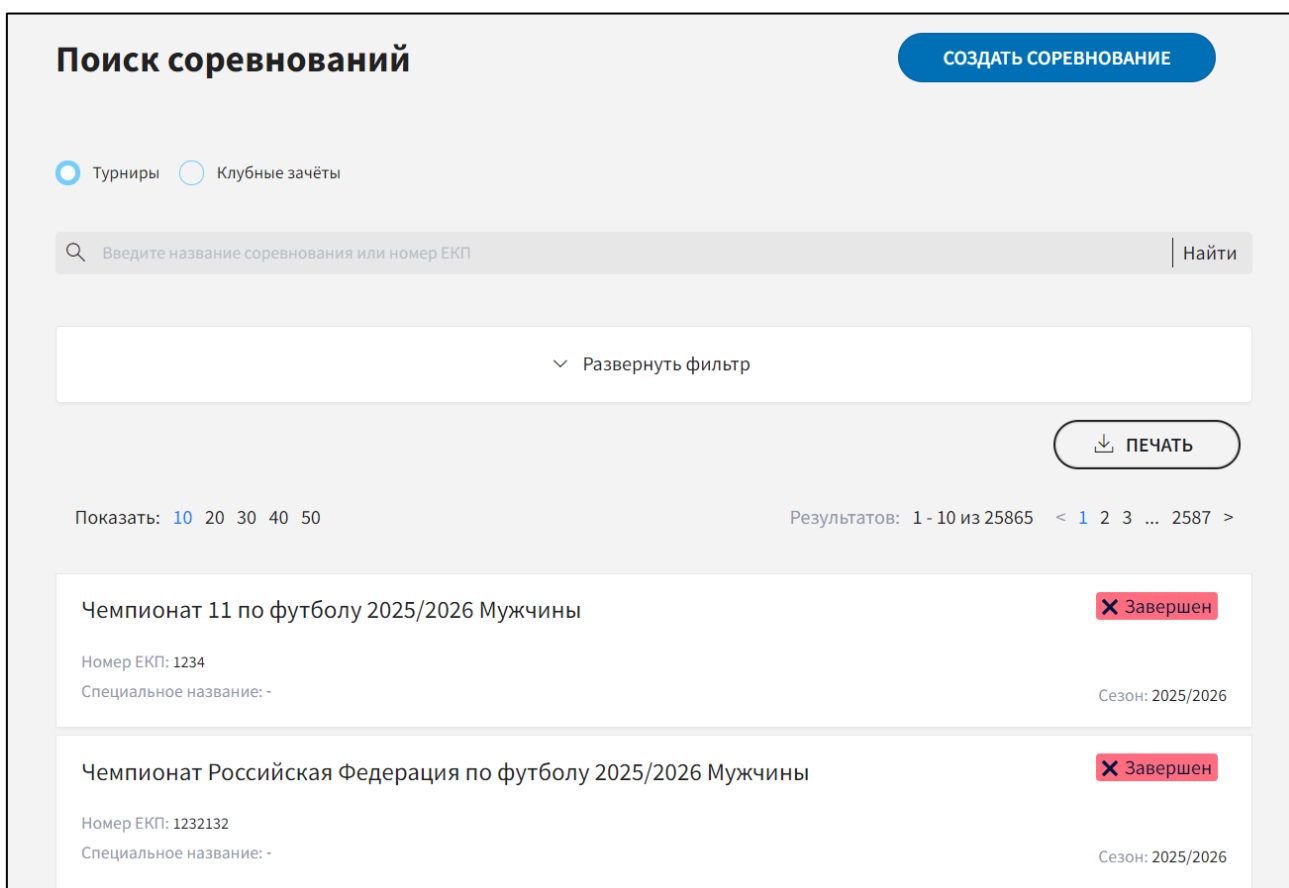 Поиск соревнований
СОЗДАТЬ СОРЕВНОВАНИЕ
Турниры Клубные зачёты
Введите название соревнования или номер ЕКП Найти
Развернуть фильтр
ПЕЧАТЬ
Показать: 10 20 30 40 50 Результатов: 1 - 10 из 25865 < 1 2 3 ... 2587 >
Чемпионат 11 по футболу 2025/2026 Мужчины Завершен
Номер ЕКП: 1234
Специальное название: - Сезон: 2025/2026
Чемпионат Российская Федерация по футболу 2025/2026 Мужчины Завершен
Номер ЕКП: 1232132
Специальное название: - Сезон: 2025/2026